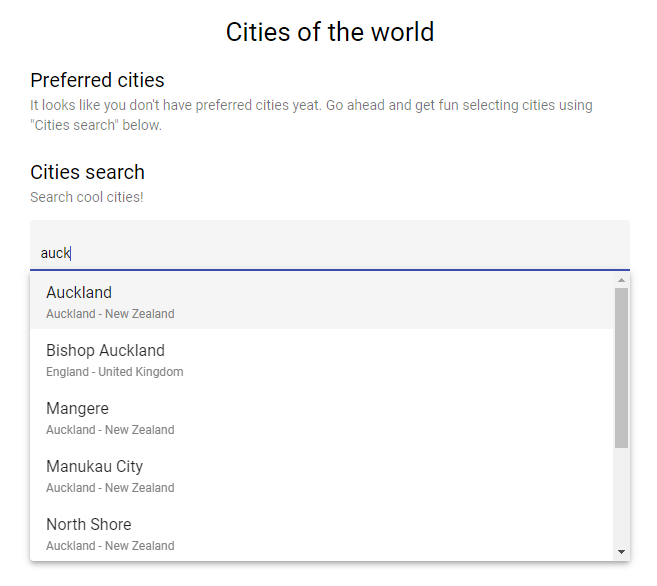 Cities of the world
Preferred cities
It looks like you don't have preferred cities yeat. Go ahead and get fun selecting cities using
"Cities search" below.
Cities search
Search cool cities!
auck
Auckland
Auckland - New Zealand
Bishop Auckland
England - United Kingdom
Mangere
Auckland - New Zealand
Manukau City
Auckland - New Zealand
North Shore
Auckland - New Zealand